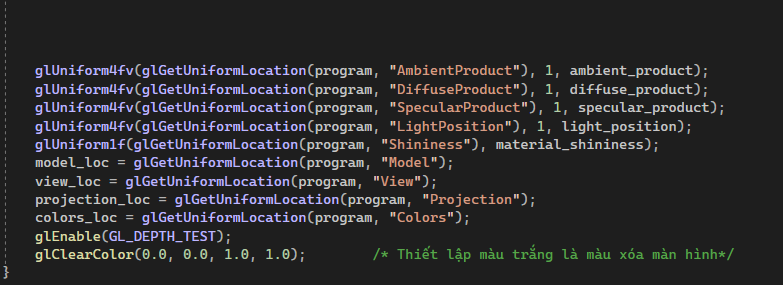 glUniform4fv(glGetUniformLocation(program, "AmbientProduct"), 1, ambient_product);
glUniform4fv(glGetUniformLocation(program, "DiffuseProduct"), 1, diffuse_product);
glUniform4fv(glGetUniformLocation(program, "SpecularProduct"), 1, specular_product);
glUniform4fv(glGetUniformLocation(program, "LightPosition"), 1, light_position);
glUniform1f(glGetUniformLocation(program, "Shininess"), material_shininess);
model_loc = glGetUniformLocation(program, "Model");
view_loc = glGetUniformLocation(program, "View");
projection_loc = glGetUniformLocation(program, "Projection");
colors_loc = glGetUniformLocation(program, "Colors");
glEnable(GL_DEPTH_TEST);
glClearColor(0.0, 0.0, 1.0, 1.0);        /* Thiết lập màu trắng là màu xóa màn hình*/
}